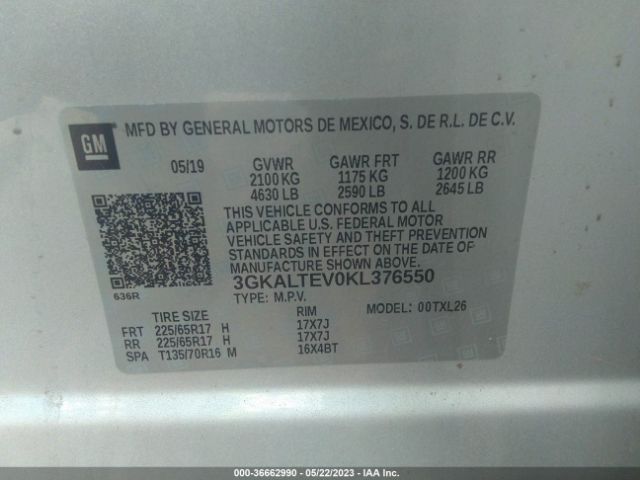 GM
MFD BY GENERAL MOTORS DE MEXICO, S. DE R.L. DE C.V.
05/19 GVWR GAWR FRT GAWR RR
2100 KG 1175 KG 1200 KG
4630 LB 2590 LB 2645 LB
THIS VEHICLE CONFORMS TO ALL
APPLICABLE U.S. FEDERAL MOTOR
VEHICLE SAFETY AND THEFT PREVENTION
STANDARDS IN EFFECT ON THE DATE OF
MANUFACTURE SHOWN ABOVE.
3GKALTEV0KL376550
636R
TYPE: M.P.V. MODEL: 00TXL26
TIRE SIZE RIM
FRT 225/65R17 H 17X7J
RR 225/65R17 H 17X7J
SPA T135/70R16 M 16X4BT
000-36662990 - 05/22/2023 - IAA Inc.